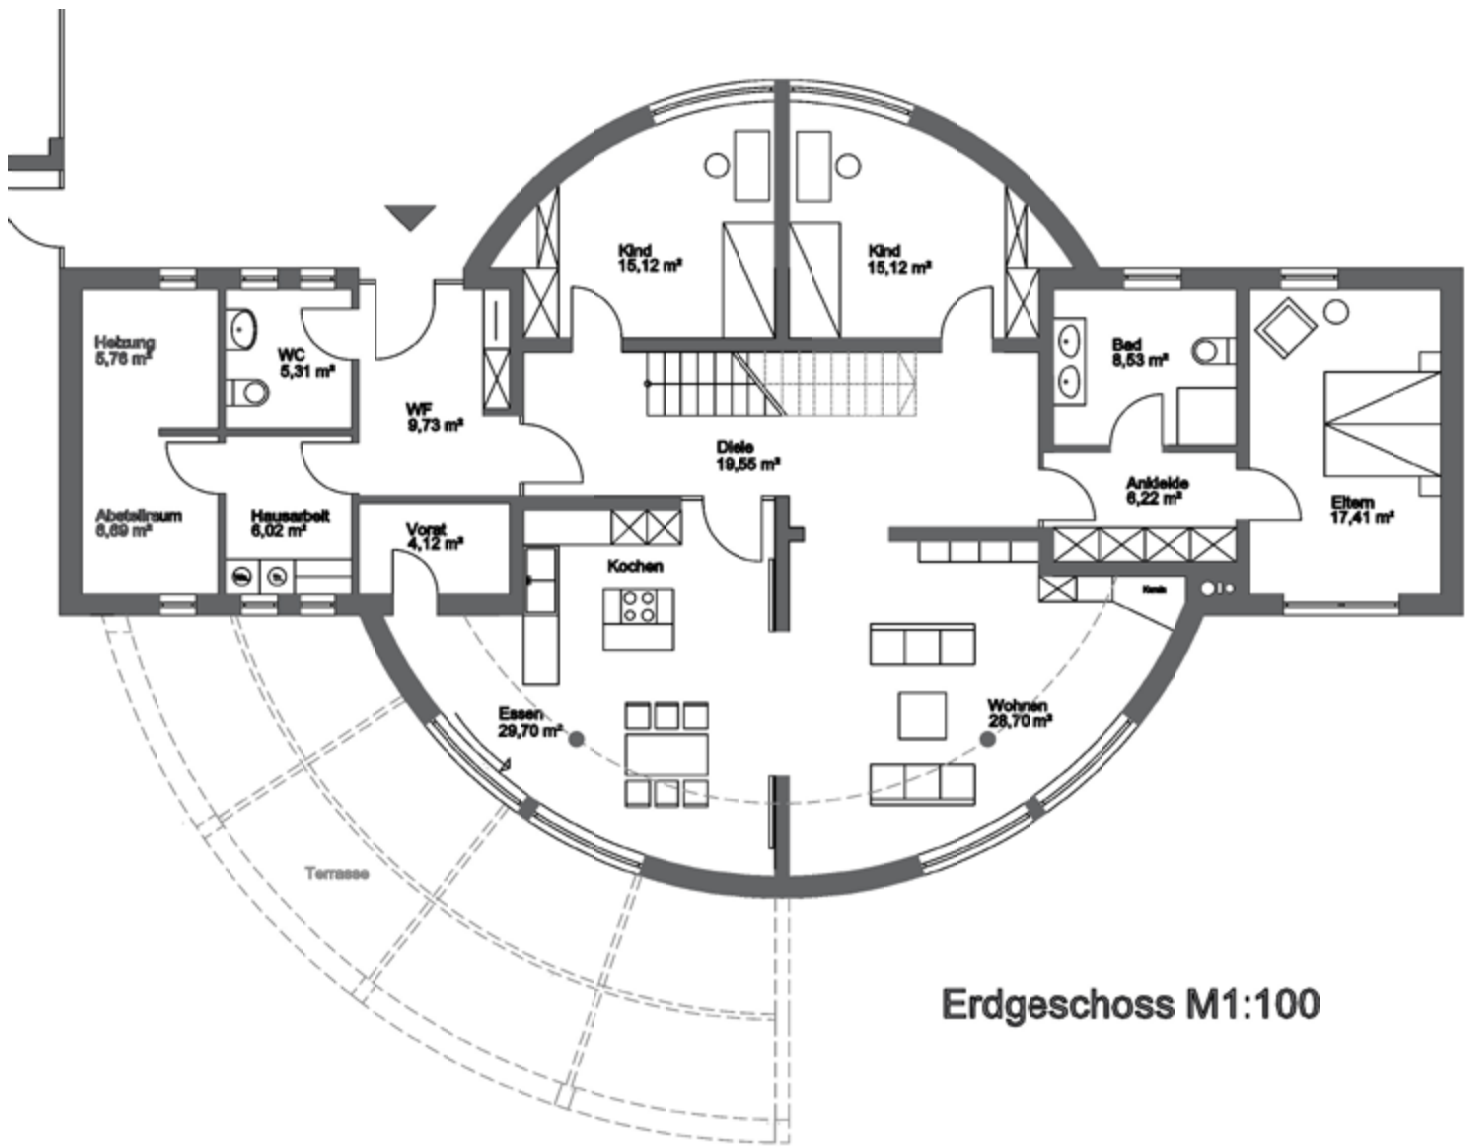 Kind
15,12 m²
Kind
15,12 m²
Heizung
5,76 m²
WC
5,31 m²
WF
9,73 m²
Bad
8,53 m²
Diele
19,55 m²
Ankleide
6,22 m²
Eltern
17,41 m²
Abstellraum
6,69 m²
Hausarbeit
6,02 m²
Vorat
4,12 m²
Kochen
Kamin
Essen
29,70 m²
Wohnen
28,70 m²
Terrasse
Erdgeschoss M1:100